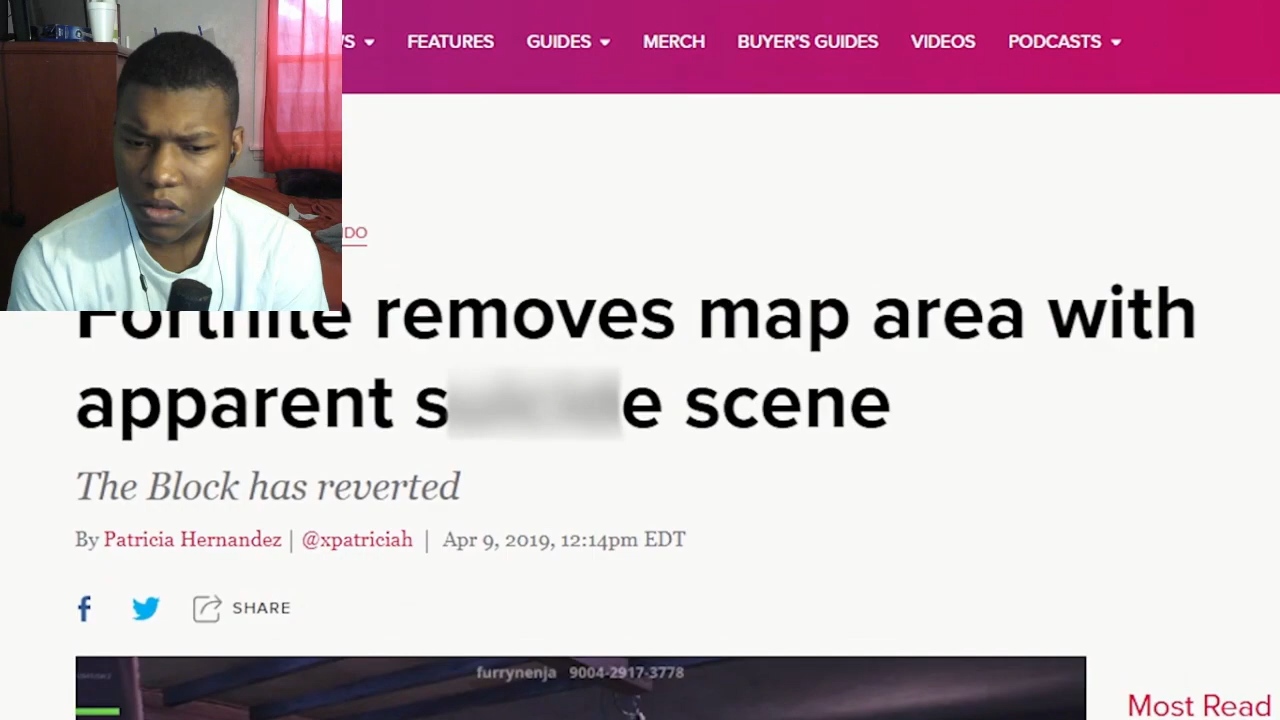 S FEATURES GUIDES MERCH BUYER'S GUIDES VIDEOS PODCASTS
DO
Fortnite removes map area with
apparent s e scene
The Block has reverted
By Patricia Hernandez | @xpatriciah | Apr 9, 2019, 12:14pm EDT
SHARE
furrynenja 9004-2917-3778
Most Read